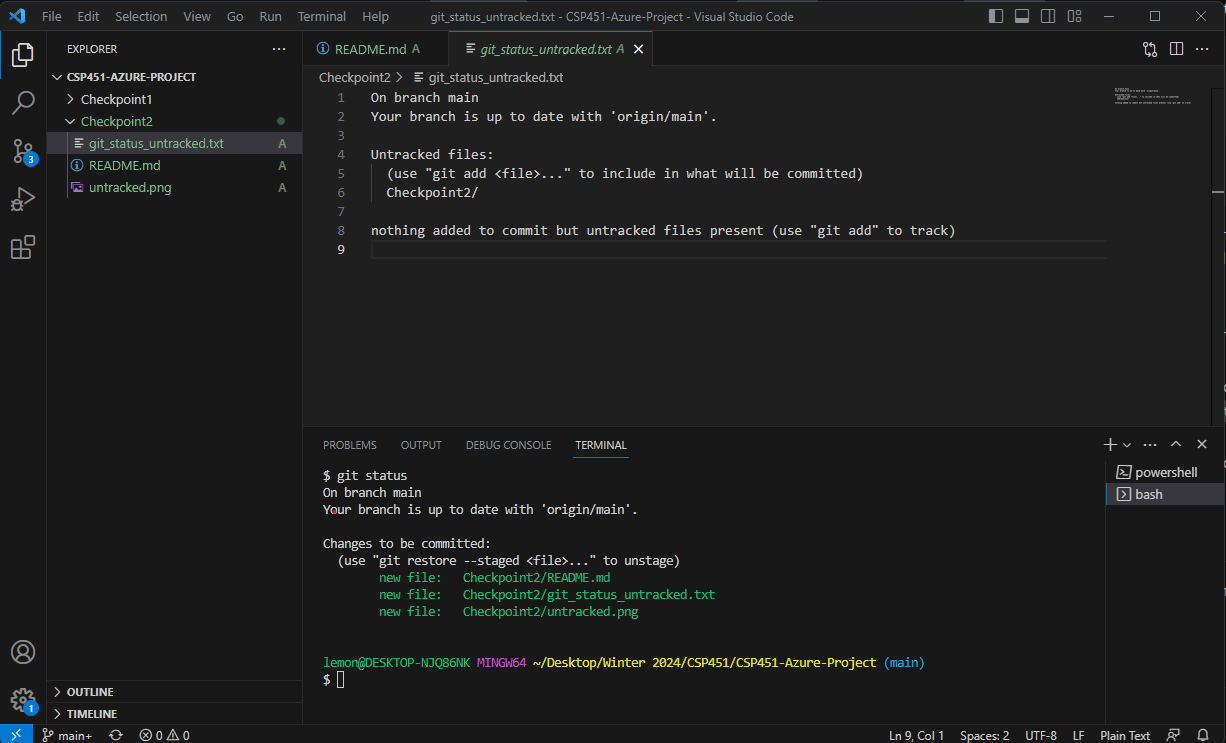 File Edit Selection View Go Run Terminal Help git_status_untracked.txt - CSP451-Azure-Project - Visual Studio Code
EXPLORER ···
CSP451-AZURE-PROJECT
Checkpoint1
Checkpoint2
git_status_untracked.txt A
README.md A
untracked.png A
3
OUTLINE
TIMELINE
1
README.md A git_status_untracked.txt A
Checkpoint2 > git_status_untracked.txt
1 On branch main
2 Your branch is up to date with 'origin/main'.
3
4 Untracked files:
5 (use "git add <file>..." to include in what will be committed)
6 Checkpoint2/
7
8 nothing added to commit but untracked files present (use "git add" to track)
9
PROBLEMS OUTPUT DEBUG CONSOLE TERMINAL
powershell
bash
$ git status
On branch main
Your branch is up to date with 'origin/main'.
Changes to be committed:
(use "git restore --staged <file>..." to unstage)
new file: Checkpoint2/README.md
new file: Checkpoint2/git_status_untracked.txt
new file: Checkpoint2/untracked.png
lemon@DESKTOP-NJQ86NK MINGW64 ~/Desktop/Winter 2024/CSP451/CSP451-Azure-Project (main)
$
main+ 0 0 Ln 9, Col 1 Spaces: 2 UTF-8 LF Plain Text